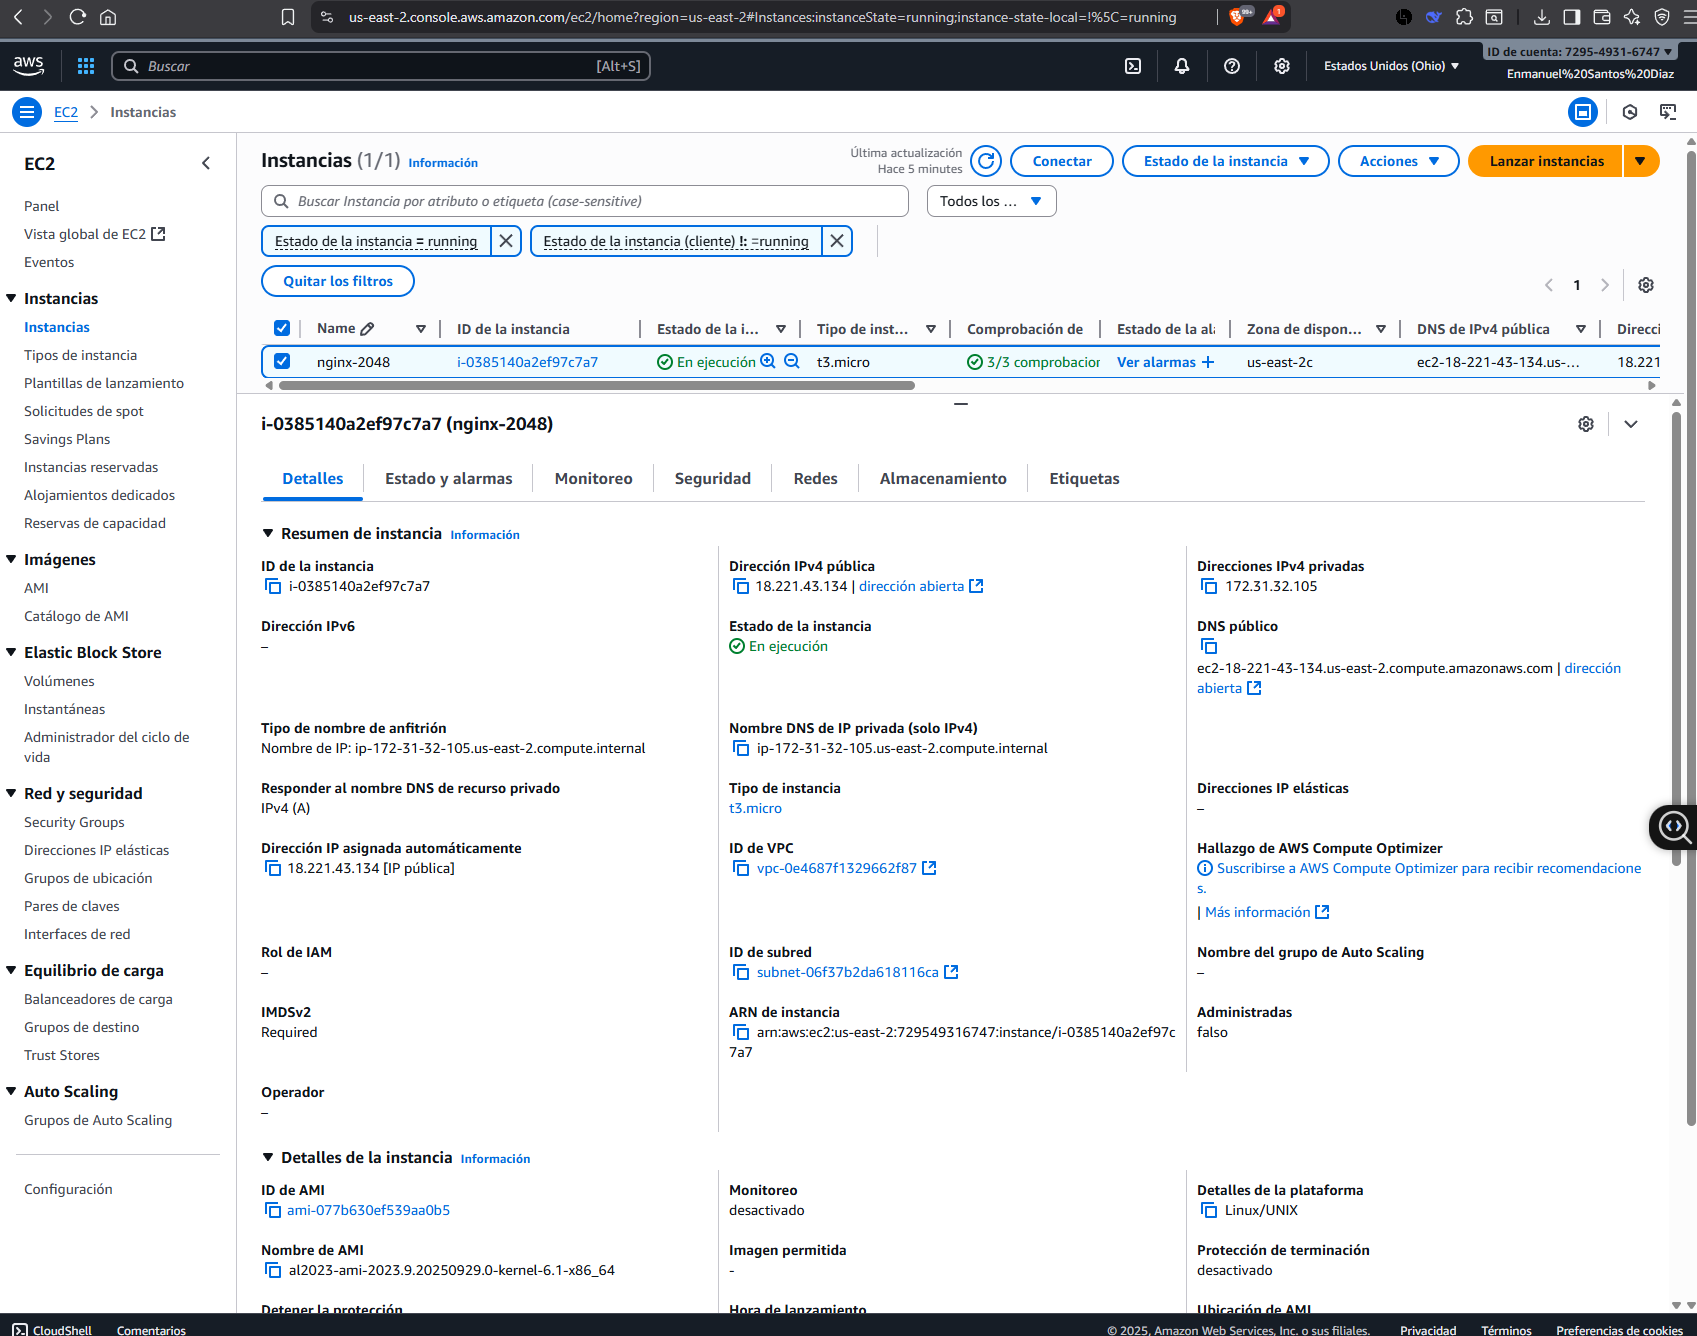 us-east-2.console.aws.amazon.com/ec2/home?region=us-east-2#Instances:instanceState=running;instance-state-local=!%5C=running
99+
1
aws
Buscar
[Alt+S]
Estados Unidos (Ohio)
ID de cuenta: 7295-4931-6747
Enmanuel%20Santos%20Diaz
EC2
Instancias
EC2
Panel
Vista global de EC2
Eventos
Instancias
Instancias
Tipos de instancia
Plantillas de lanzamiento
Solicitudes de spot
Savings Plans
Instancias reservadas
Alojamientos dedicados
Reservas de capacidad
Imágenes
AMI
Catálogo de AMI
Elastic Block Store
Volúmenes
Instantáneas
Administrador del ciclo de
vida
Red y seguridad
Security Groups
Direcciones IP elásticas
Grupos de ubicación
Pares de claves
Interfaces de red
Equilibrio de carga
Balanceadores de carga
Grupos de destino
Trust Stores
Auto Scaling
Grupos de Auto Scaling
Configuración
Instancias (1/1) Información
Última actualización
Hace 5 minutes
Conectar
Estado de la instancia
Acciones
Lanzar instancias
Buscar Instancia por atributo o etiqueta (case-sensitive)
Todos los ...
Estado de la instancia = running
Estado de la instancia (cliente) !: =running
Quitar los filtros
1
Name ID de la instancia Estado de la i... Tipo de inst... Comprobación de Estado de la al Zona de dispon... DNS de IPv4 pública Direcci
nginx-2048 i-0385140a2ef97c7a7 En ejecución t3.micro 3/3 comprobacior Ver alarmas + us-east-2c ec2-18-221-43-134.us-... 18.221
i-0385140a2ef97c7a7 (nginx-2048)
Detalles Estado y alarmas Monitoreo Seguridad Redes Almacenamiento Etiquetas
Resumen de instancia Información
ID de la instancia
i-0385140a2ef97c7a7
Dirección IPv4 pública
18.221.43.134 | dirección abierta
Direcciones IPv4 privadas
172.31.32.105
Dirección IPv6
–
Estado de la instancia
En ejecución
DNS público
ec2-18-221-43-134.us-east-2.compute.amazonaws.com | dirección
abierta
Tipo de nombre de anfitrión
Nombre de IP: ip-172-31-32-105.us-east-2.compute.internal
Nombre DNS de IP privada (solo IPv4)
ip-172-31-32-105.us-east-2.compute.internal
Responder al nombre DNS de recurso privado
IPv4 (A)
Tipo de instancia
t3.micro
Direcciones IP elásticas
–
Dirección IP asignada automáticamente
18.221.43.134 [IP pública]
ID de VPC
vpc-0e4687f1329662f87
Hallazgo de AWS Compute Optimizer
Suscribirse a AWS Compute Optimizer para recibir recomendacione
s.
| Más información
Rol de IAM
–
ID de subred
subnet-06f37b2da618116ca
Nombre del grupo de Auto Scaling
–
IMDSv2
Required
ARN de instancia
arn:aws:ec2:us-east-2:729549316747:instance/i-0385140a2ef97c
7a7
Administradas
falso
Operador
–
Detalles de la instancia Información
ID de AMI
ami-077b630ef539aa0b5
Monitoreo
desactivado
Detalles de la plataforma
Linux/UNIX
Nombre de AMI
al2023-ami-2023.9.20250929.0-kernel-6.1-x86_64
Imagen permitida
-
Protección de terminación
desactivado
Detener la protección
Hora de lanzamiento
Ubicación de AMI
CloudShell Comentarios
© 2025, Amazon Web Services, Inc. o sus filiales. Privacidad Términos Preferencias de cookies